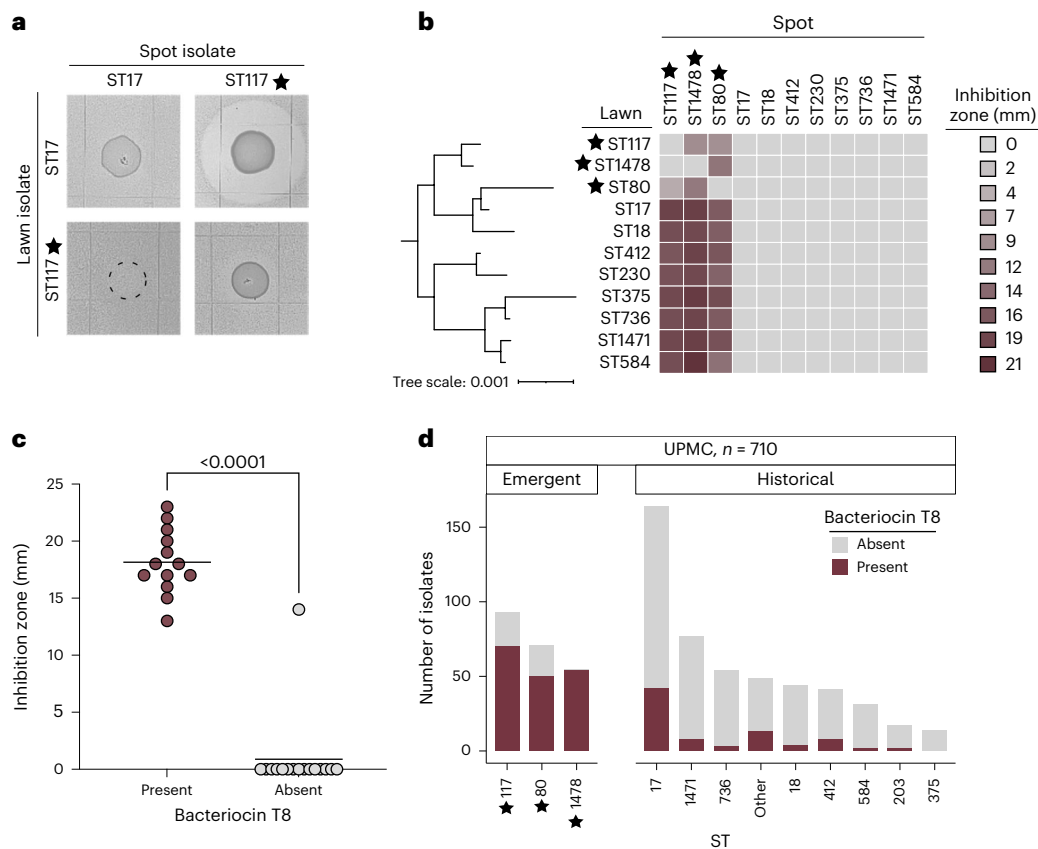 a
Spot isolate
ST17
ST117
Lawn isolate
ST17
ST117
b
Spot
ST117
ST1478
ST80
ST17
ST18
ST412
ST230
ST375
ST736
ST1471
ST584
Lawn
ST117
ST1478
ST80
ST17
ST18
ST412
ST230
ST375
ST736
ST1471
ST584
Tree scale: 0.001
Inhibition
zone (mm)
0
2
4
7
9
12
14
16
19
21
c
<0.0001
Inhibition zone (mm)
25
20
15
10
5
0
Present
Absent
Bacteriocin T8
d
UPMC, n = 710
Emergent
Historical
Bacteriocin T8
Absent
Present
Number of isolates
150
100
50
0
117
80
1478
17
1471
736
Other
18
412
584
203
375
ST